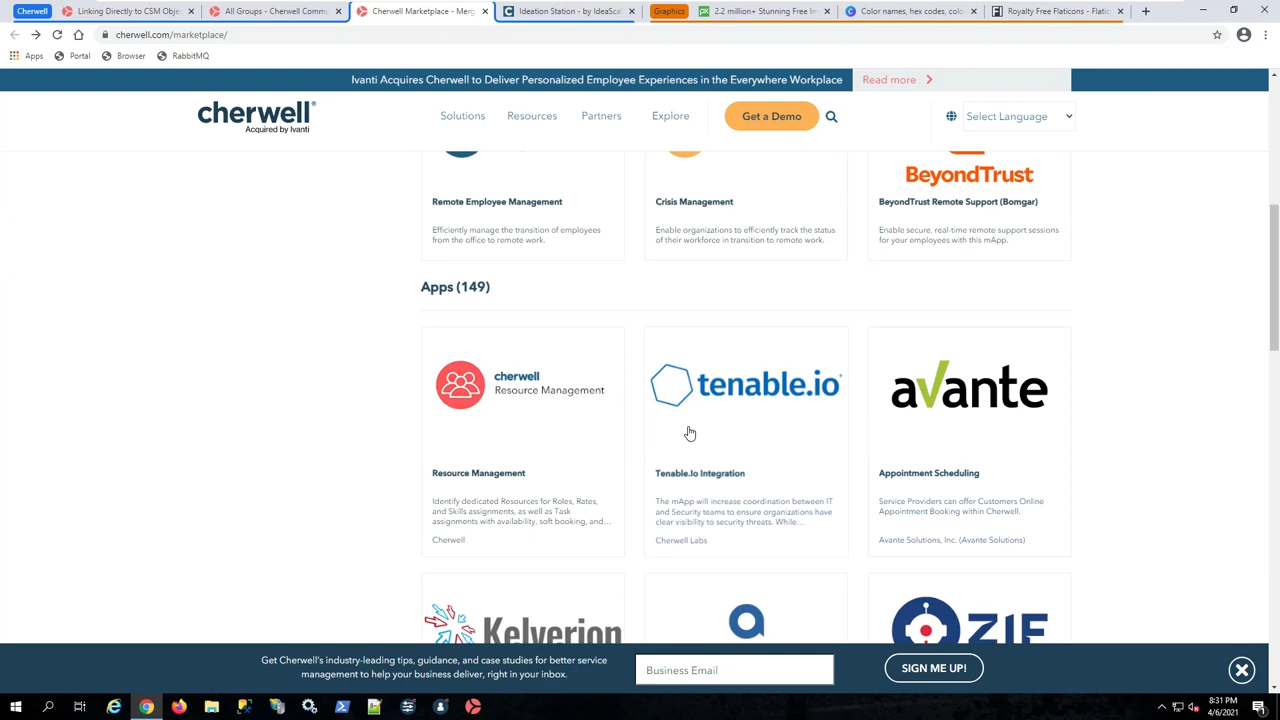 Cherwell
Linking Directly to CSM Obje
All Groups - Cherwell Commu
Cherwell Marketplace - Merg
Ideation Station - by IdeaScal
Graphics
2.2 million+ Stunning Free Im
Color names, hex codes, colo
Royalty Free Flaticons - Flatic
cherwell.com/marketplace/
Apps
Portal
Browser
RabbitMQ
Ivanti Acquires Cherwell to Deliver Personalized Employee Experiences in the Everywhere Workplace
Read more
cherwell
Acquired by Ivanti
Solutions
Resources
Partners
Explore
Get a Demo
Select Language
BeyondTrust
Remote Employee Management
Efficiently manage the transition of employees
from the office to remote work.
Crisis Management
Enable organizations to efficiently track the status
of their workforce in transition to remote work.
BeyondTrust Remote Support (Bomgar)
Enable secure, real-time remote support sessions
for your employees with this mApp.
Apps (149)
cherwell
Resource Management
Resource Management
Identify dedicated Resources for Roles, Rates,
and Skills assignments, as well as Task
assignments with availability, soft booking, and...
Cherwell
tenable.io
Tenable.Io Integration
The mApp will increase coordination between IT
and Security teams to ensure organizations have
clear visibility to security threats. While...
Cherwell Labs
avante
Appointment Scheduling
Service Providers can offer Customers Online
Appointment Booking within Cherwell.
Avante Solutions, Inc. (Avante Solutions)
Kelverion
ZIF
Get Cherwell's industry-leading tips, guidance, and case studies for better service
management to help your business deliver, right in your inbox.
Business Email
SIGN ME UP!
8:31 PM
4/6/2021